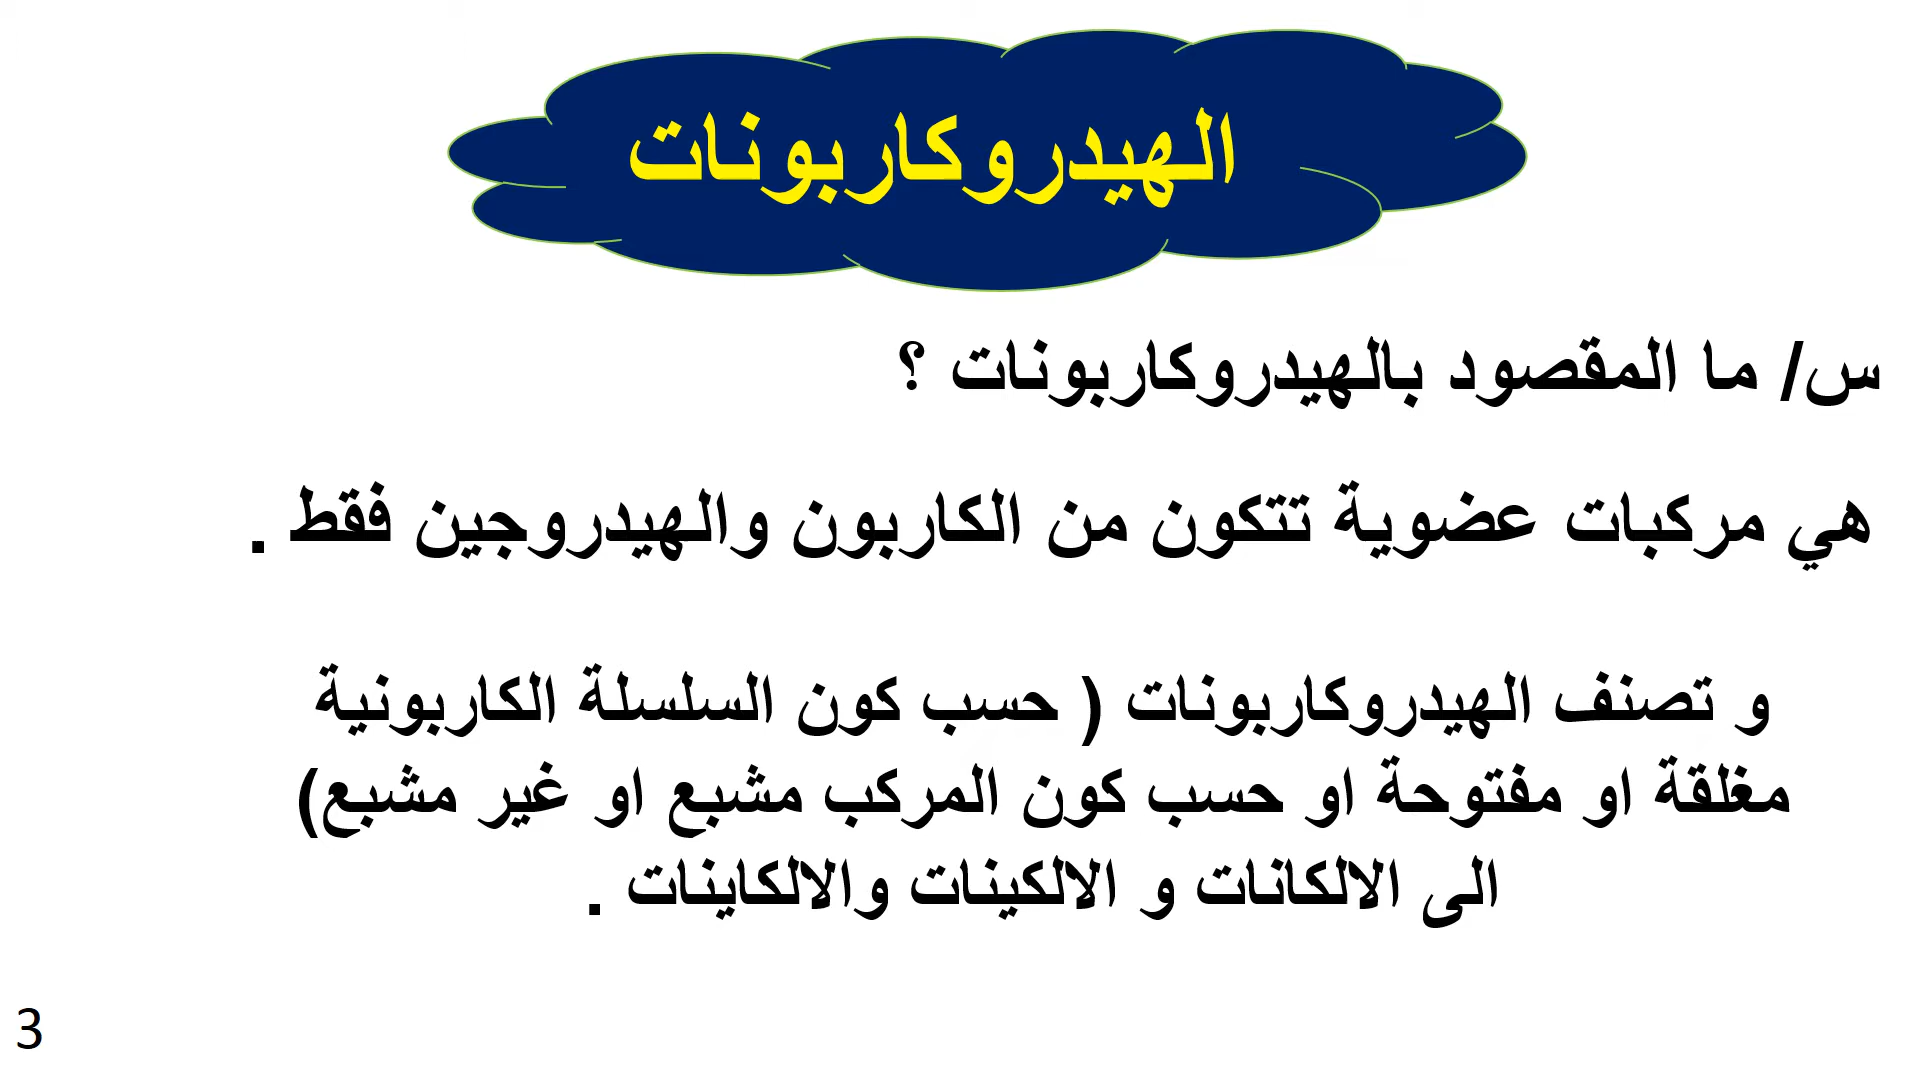 الهيدروكاربونات
س/ ما المقصود بالهيدروكاربونات ؟
هي مركبات عضوية تتكون من الكاربون والهيدروجين فقط .
و تصنف الهيدروكاربونات ( حسب كون السلسلة الكاربونية
مغلقة او مفتوحة او حسب كون المركب مشبع او غير مشبع)
الى الالكانات و الالكينات والالكاينات .
3